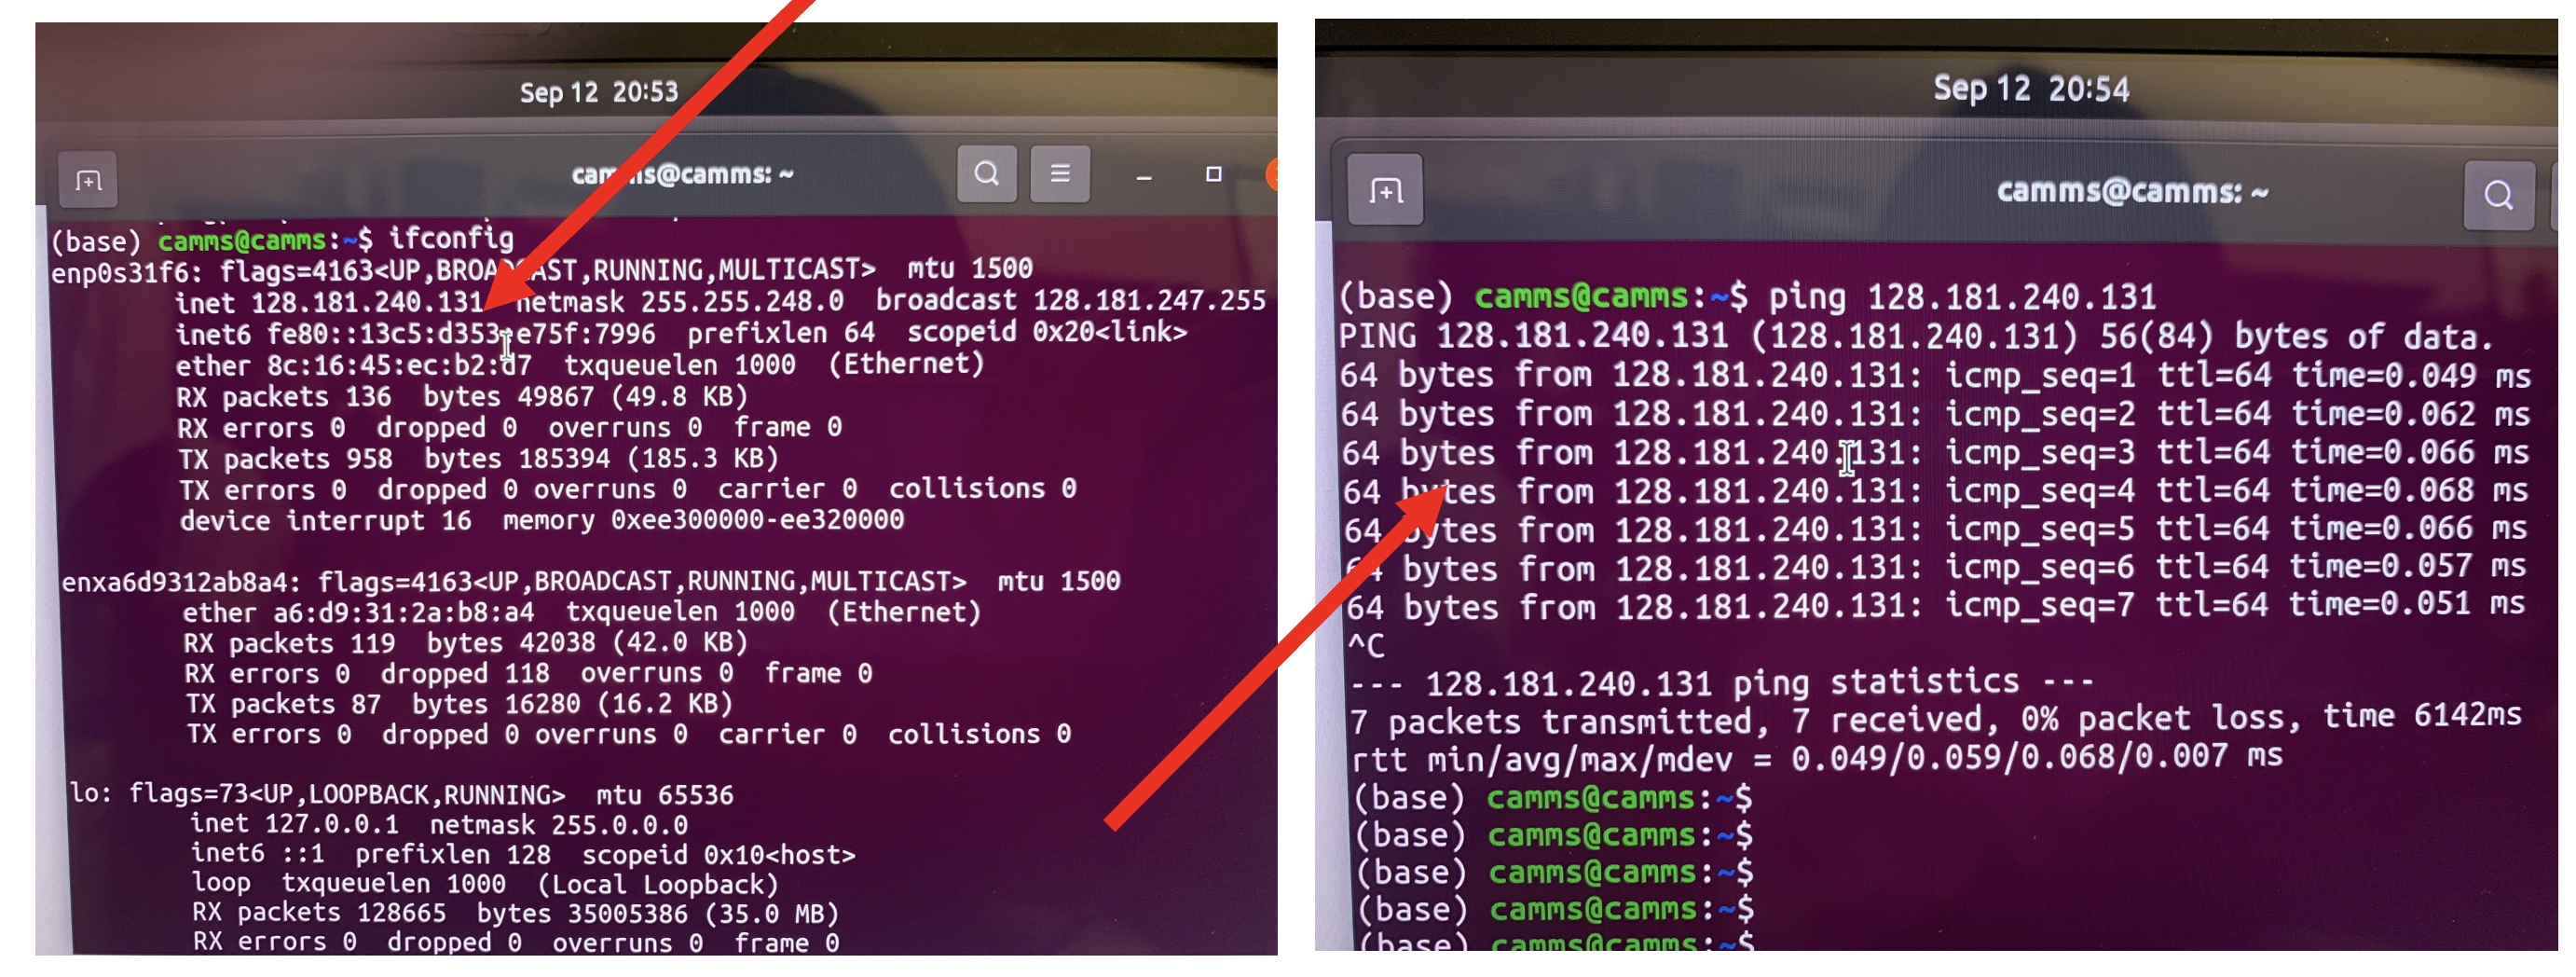 Sep 12 20:53
camms@camms: ~
(base) camms@camms:~$ ifconfig
enp0s31f6: flags=4163<UP,BROADCAST,RUNNING,MULTICAST> mtu 1500
inet 128.181.240.131 netmask 255.255.248.0 broadcast 128.181.247.255
inet6 fe80::13c5:d353:e75f:7996 prefixlen 64 scopeid 0x20<link>
ether 8c:16:45:ec:b2:d7 txqueuelen 1000 (Ethernet)
RX packets 136 bytes 49867 (49.8 KB)
RX errors 0 dropped 0 overruns 0 frame 0
TX packets 958 bytes 185394 (185.3 KB)
TX errors 0 dropped 0 overruns 0 carrier 0 collisions 0
device interrupt 16 memory 0xee300000-ee320000
enxa6d9312ab8a4: flags=4163<UP,BROADCAST,RUNNING,MULTICAST> mtu 1500
ether a6:d9:31:2a:b8:a4 txqueuelen 1000 (Ethernet)
RX packets 119 bytes 42038 (42.0 KB)
RX errors 0 dropped 118 overruns 0 frame 0
TX packets 87 bytes 16280 (16.2 KB)
TX errors 0 dropped 0 overruns 0 carrier 0 collisions 0
lo: flags=73<UP,LOOPBACK,RUNNING> mtu 65536
inet 127.0.0.1 netmask 255.0.0.0
inet6 ::1 prefixlen 128 scopeid 0x10<host>
loop txqueuelen 1000 (Local Loopback)
RX packets 128665 bytes 35005386 (35.0 MB)
RX errors 0 dropped 0 overruns 0 frame 0
Sep 12 20:54
camms@camms: ~
(base) camms@camms:~$ ping 128.181.240.131
PING 128.181.240.131 (128.181.240.131) 56(84) bytes of data.
64 bytes from 128.181.240.131: icmp_seq=1 ttl=64 time=0.049 ms
64 bytes from 128.181.240.131: icmp_seq=2 ttl=64 time=0.062 ms
64 bytes from 128.181.240.131: icmp_seq=3 ttl=64 time=0.066 ms
64 bytes from 128.181.240.131: icmp_seq=4 ttl=64 time=0.068 ms
64 bytes from 128.181.240.131: icmp_seq=5 ttl=64 time=0.066 ms
64 bytes from 128.181.240.131: icmp_seq=6 ttl=64 time=0.057 ms
64 bytes from 128.181.240.131: icmp_seq=7 ttl=64 time=0.051 ms
^C
--- 128.181.240.131 ping statistics ---
7 packets transmitted, 7 received, 0% packet loss, time 6142ms
rtt min/avg/max/mdev = 0.049/0.059/0.068/0.007 ms
(base) camms@camms:~$
(base) camms@camms:~$
(base) camms@camms:~$
(base) camms@camms:~$
(base) camms@camms:~$